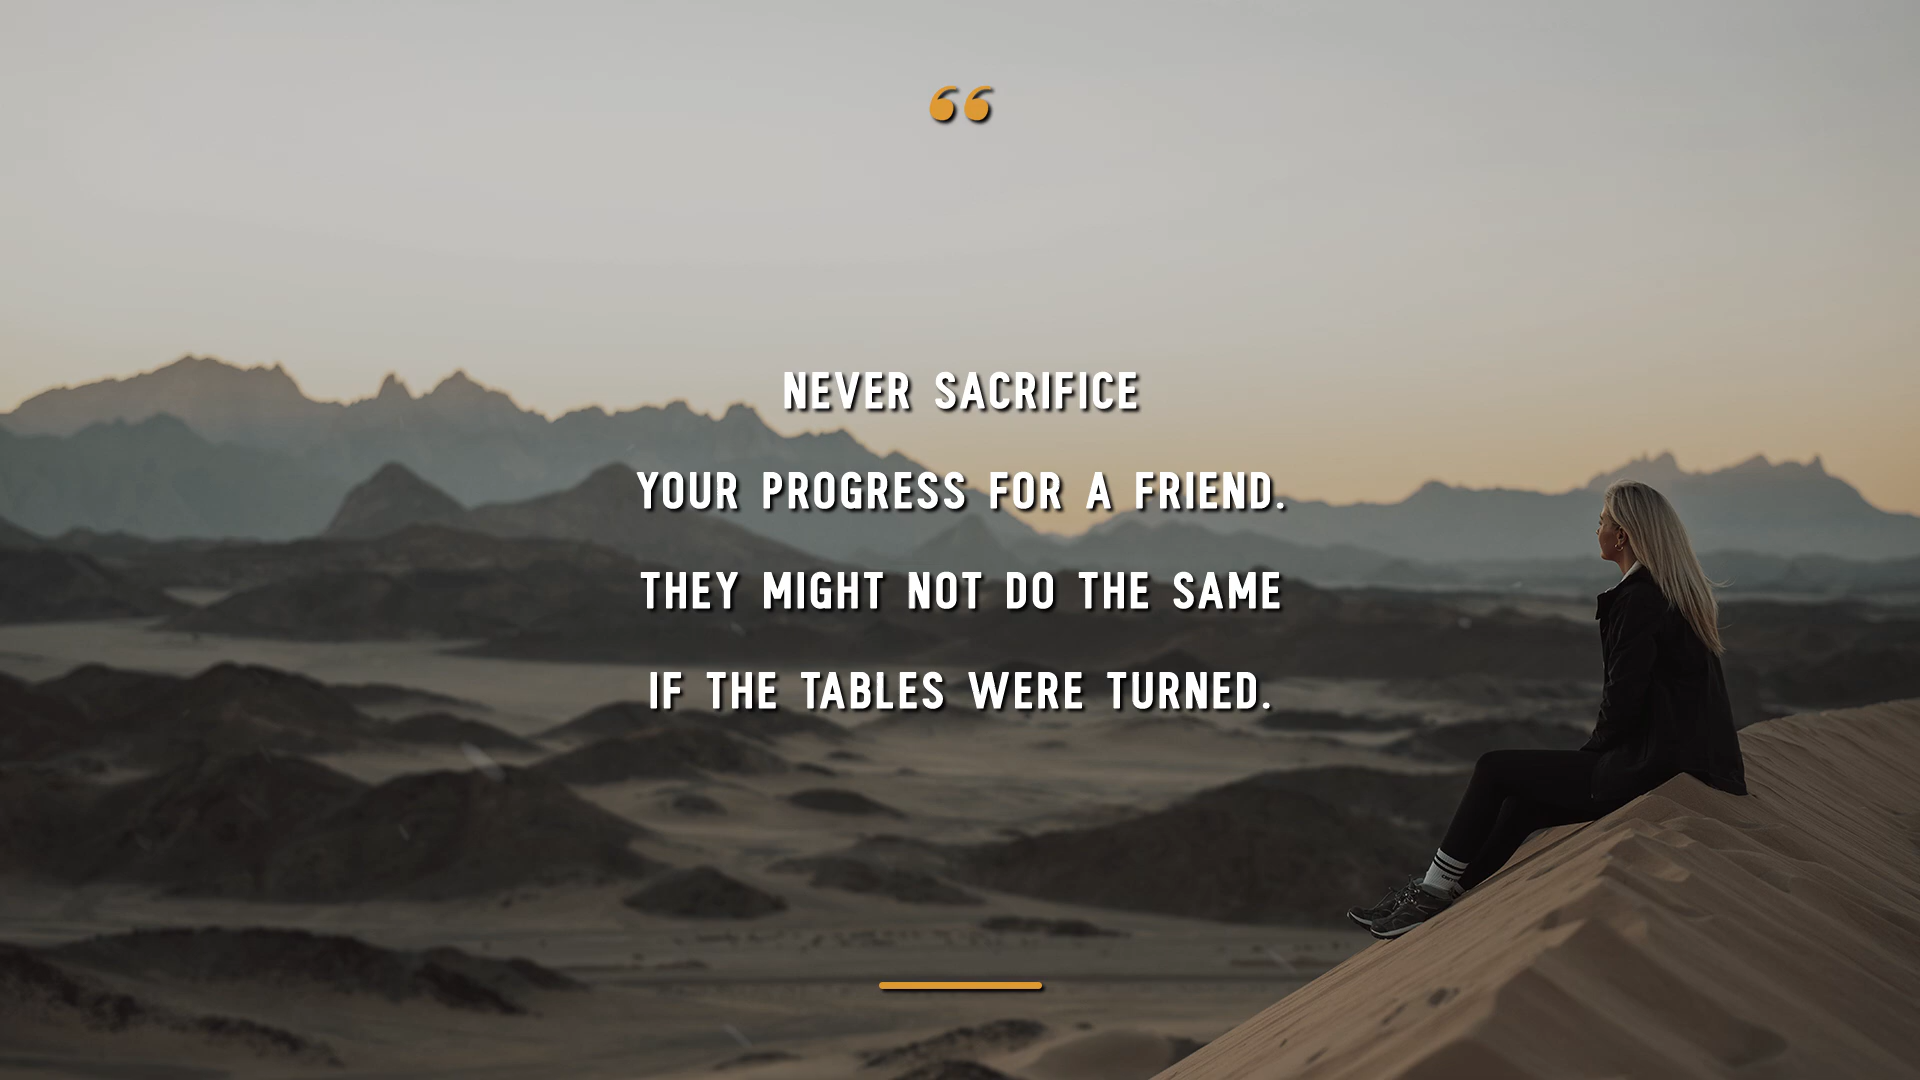 “
NEVER SACRIFICE
YOUR PROGRESS FOR A FRIEND.
THEY MIGHT NOT DO THE SAME
IF THE TABLES WERE TURNED.